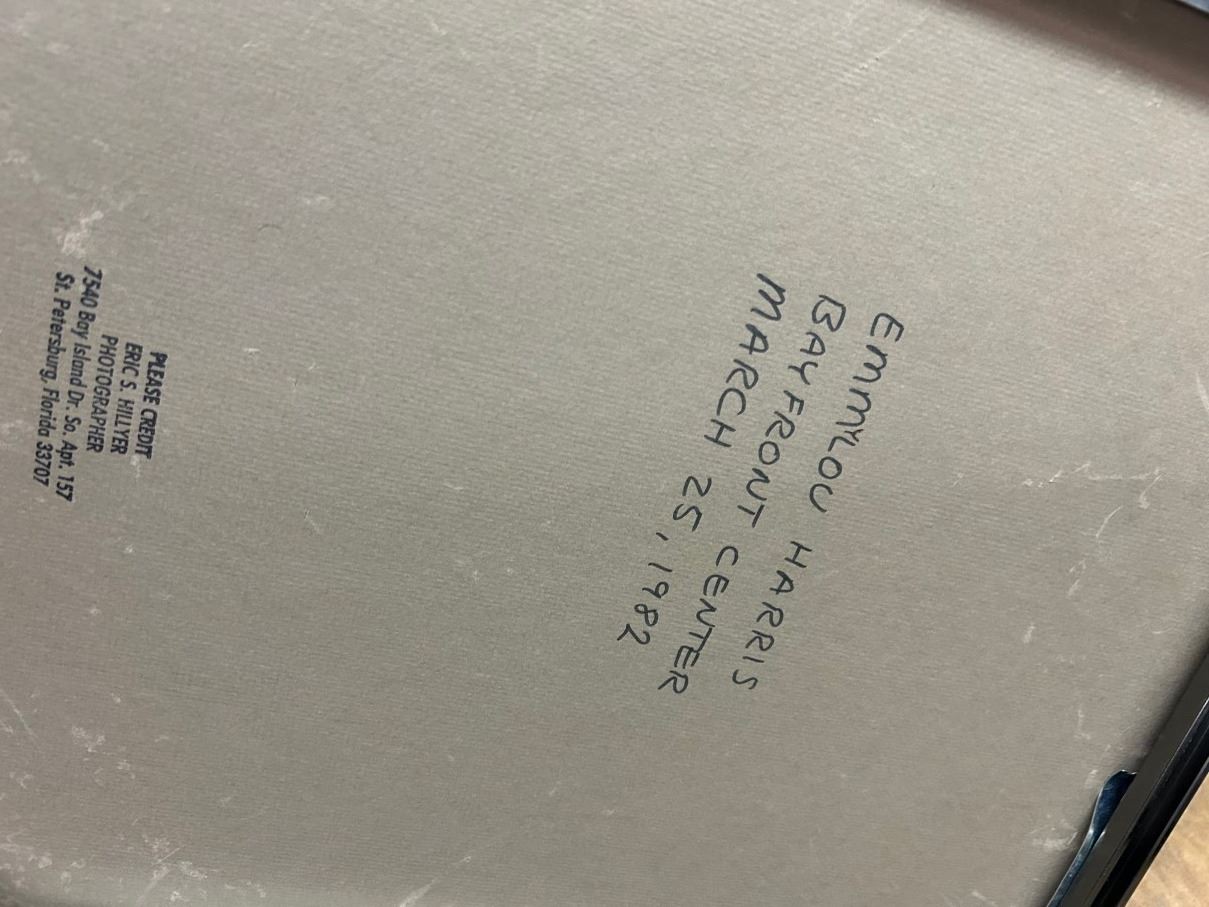 EMMYLOU HARRIS
BAYFRONT CENTER
MARCH 25, 1982
PLEASE CREDIT
ERIC S. HILLYER
PHOTOGRAPHER
7540 Bay Island Dr. So. Apt. 157
St. Petersburg, Florida 33707